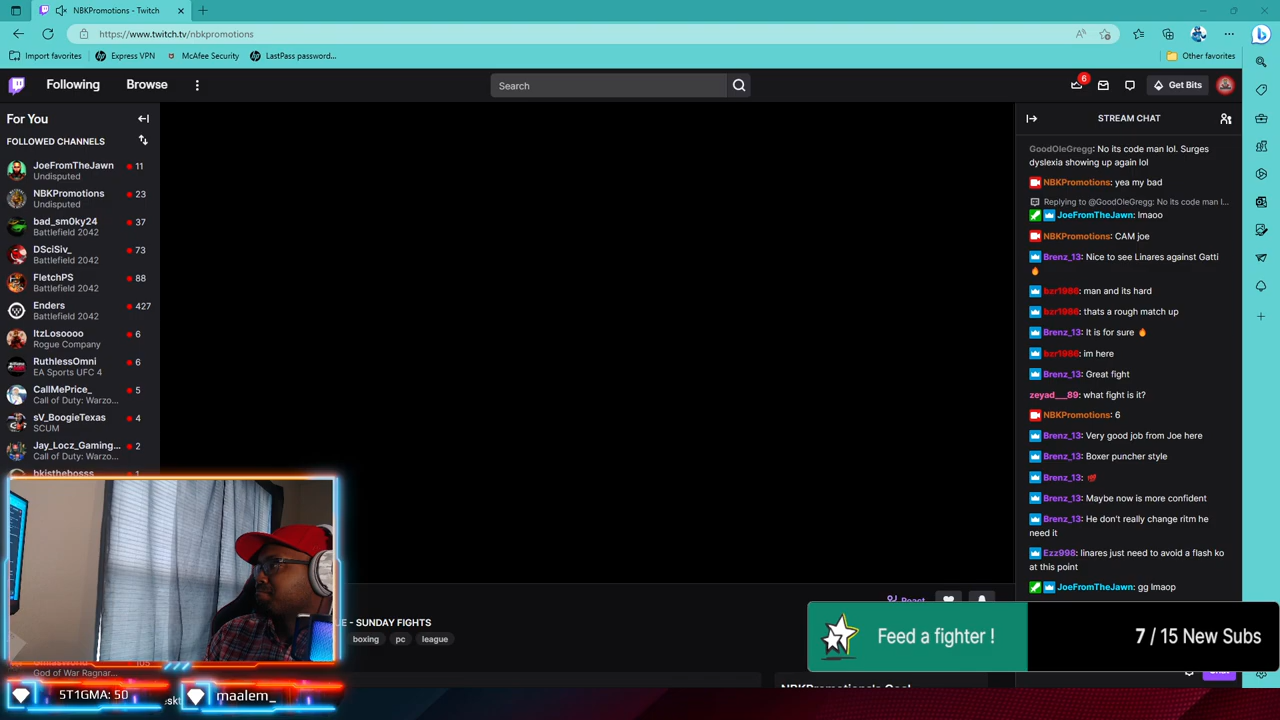 NBKPromotions - Twitch
https://www.twitch.tv/nbkpromotions
Import favorites
Express VPN
McAfee Security
LastPass password...
Other favorites
Following
Browse
Search
6
Get Bits
For You
FOLLOWED CHANNELS
JoeFromTheJawn 11
Undisputed
NBKPromotions 23
Undisputed
bad_sm0ky24 37
Battlefield 2042
DSciSiv_ 73
Battlefield 2042
FletchPS 88
Battlefield 2042
Enders 427
Battlefield 2042
ItzLosoooo 6
Rogue Company
RuthlessOmni 6
EA Sports UFC 4
CallMePrice_ 5
Call of Duty: Warzo...
sV_BoogieTexas 4
SCUM
Jay_Locz_Gaming... 2
Call of Duty: Warzo...
bkisthebosss 1
God of War Ragnar...
ST1GMA: 50
maalem_
STREAM CHAT
GoodOleGregg: No its code man lol. Surges
dyslexia showing up again lol
NBKPromotions: yea my bad
Replying to @GoodOleGregg: No its code man l...
JoeFromTheJawn: lmaoo
NBKPromotions: CAM joe
Brenz_13: Nice to see Linares against Gatti
bzr1986: man and its hard
bzr1986: thats a rough match up
Brenz_13: It is for sure
bzr1986: im here
Brenz_13: Great fight
zeyad___89: what fight is it?
NBKPromotions: 6
Brenz_13: Very good job from Joe here
Brenz_13: Boxer puncher style
Brenz_13:
Brenz_13: Maybe now is more confident
Brenz_13: He don't really change ritm he
need it
Ezz998: linares just need to avoid a flash ko
at this point
JoeFromTheJawn: gg lmaop
React
UE - SUNDAY FIGHTS
boxing
pc
league
Feed a fighter !
7 / 15 New Subs
Chat